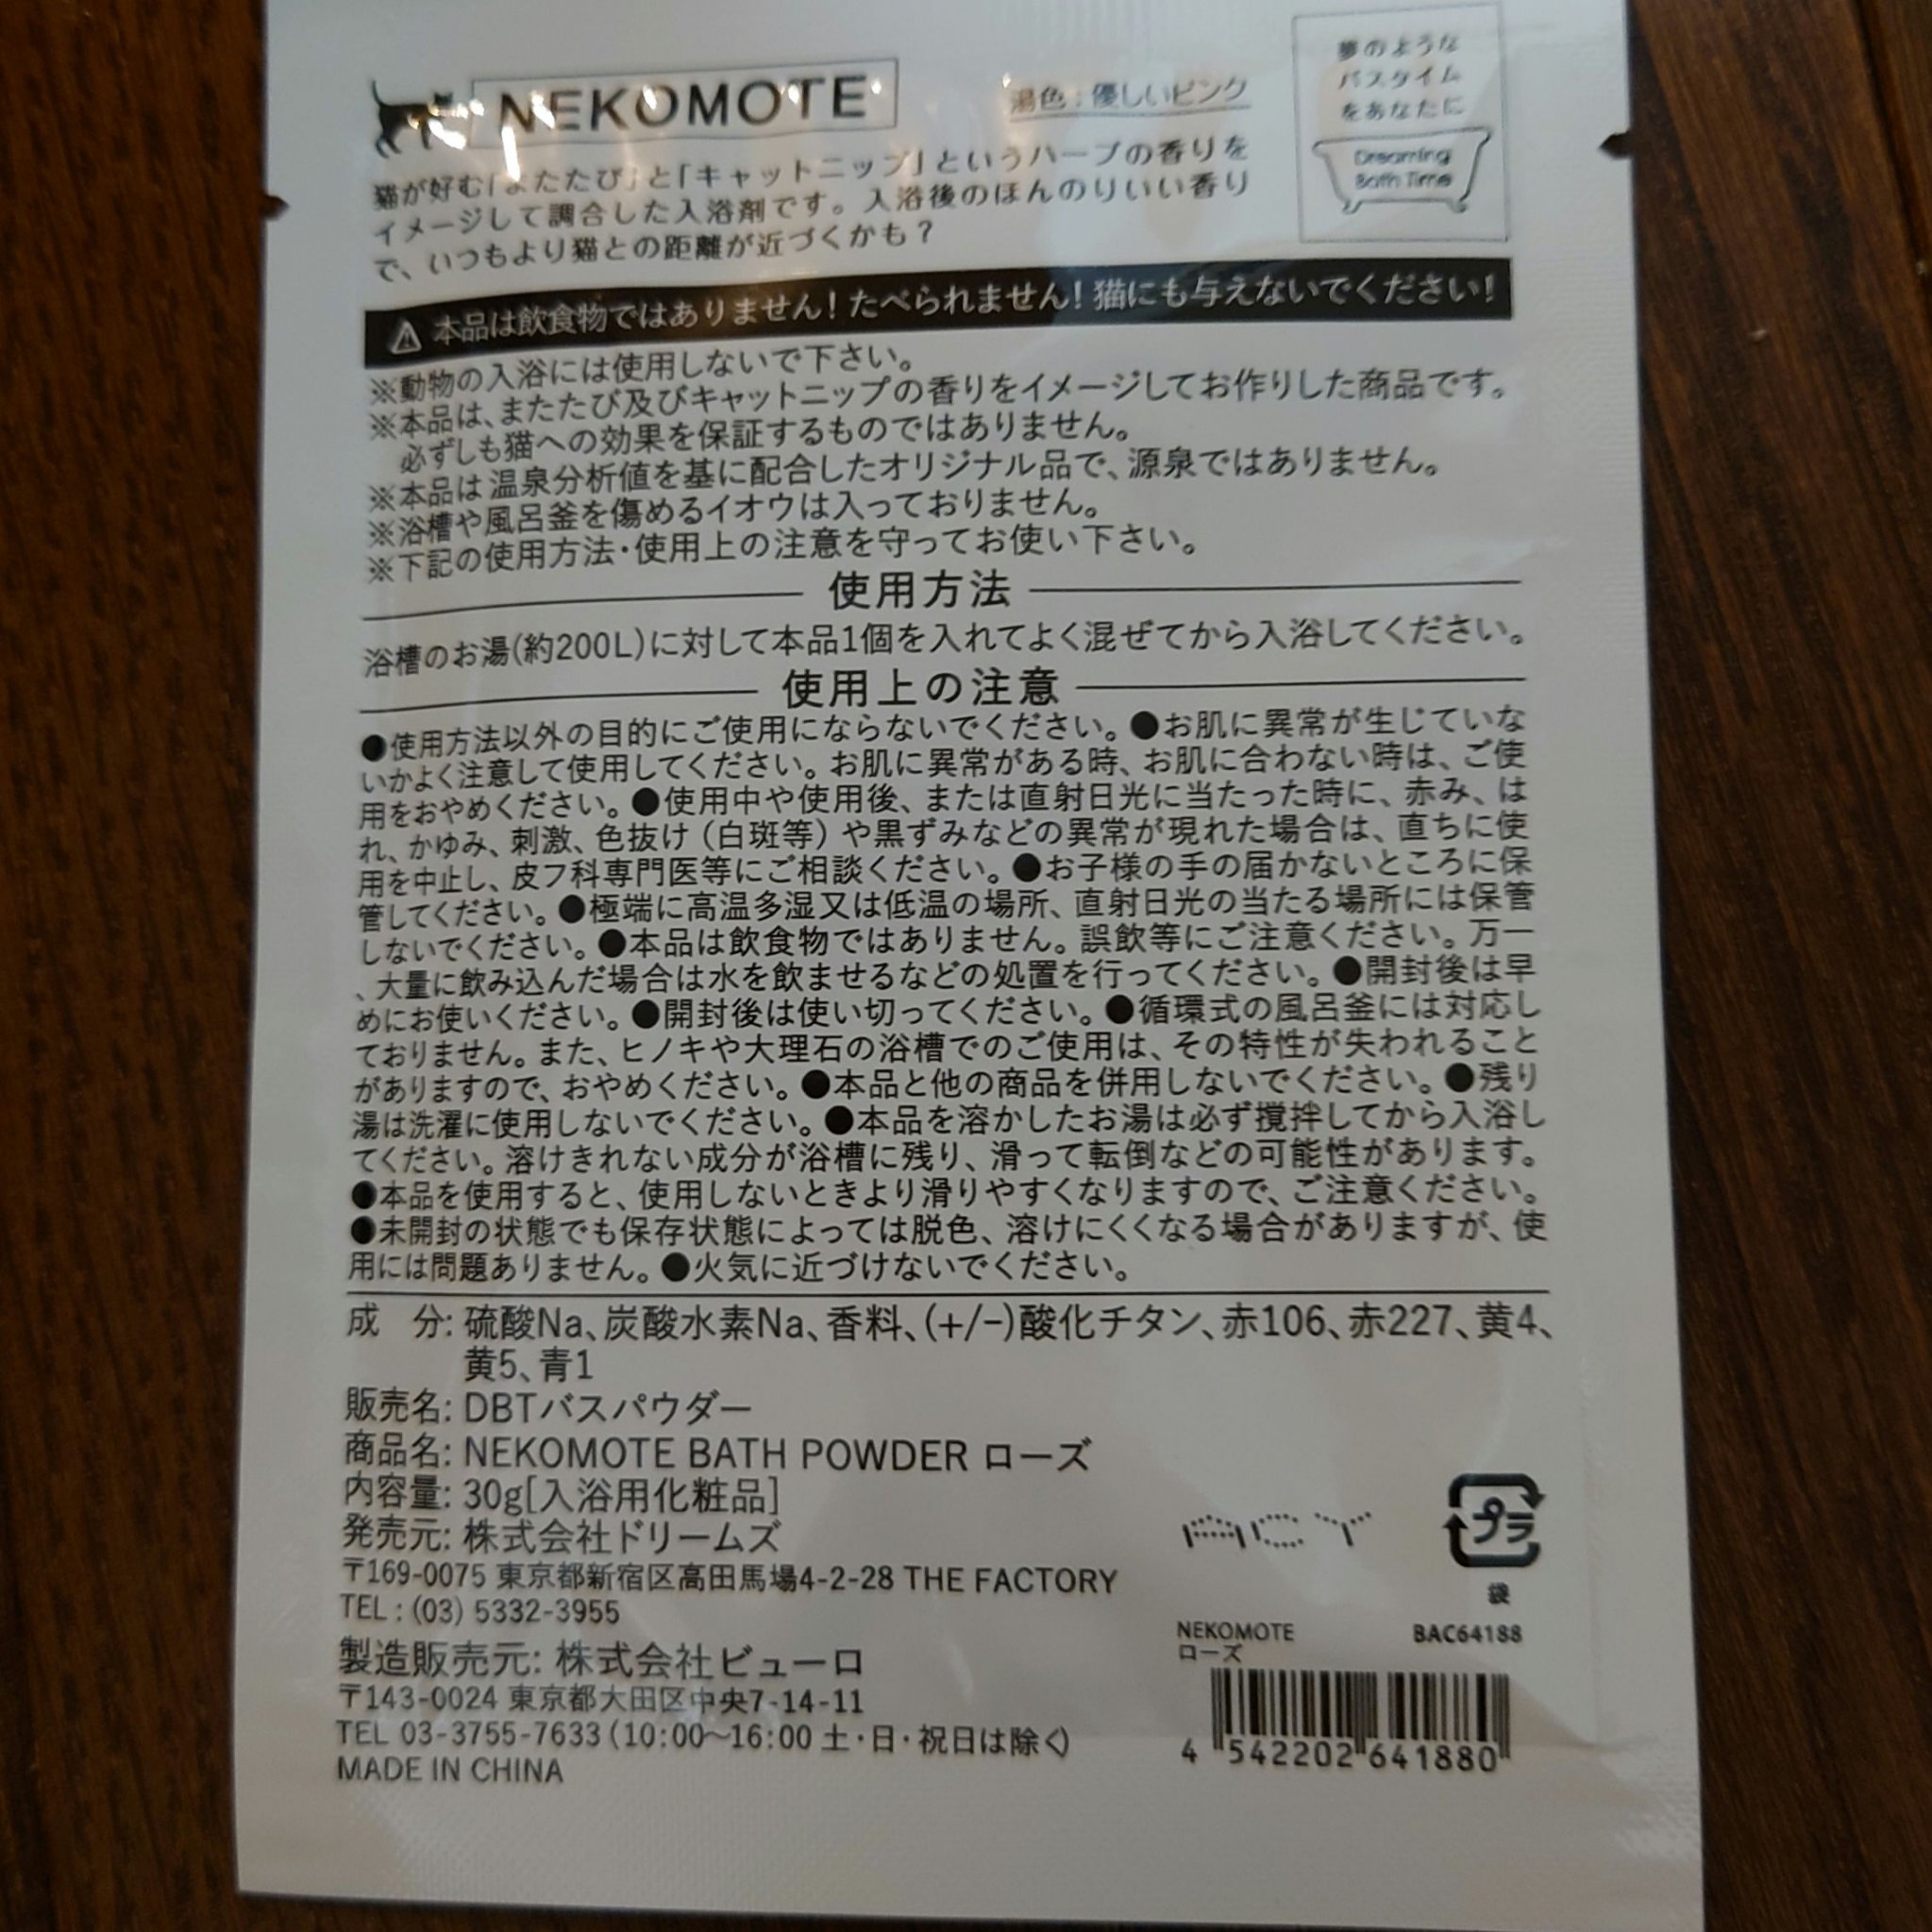 NEKOMOTE
湯色：優しいピンク
夢のような
バスタイム
をあなたに
Dreaming
Bath Time
猫が好む「またたび」と「キャットニップ」というハーブの香りを
イメージして調合した入浴剤です。入浴後のほんのりいい香り
で、いつもより猫との距離が近づくかも？
本品は飲食物ではありません！たべられません！猫にも与えないでください！
※動物の入浴には使用しないで下さい。
※本品は、またたび及びキャットニップの香りをイメージしてお作りした商品です。
必ずしも猫への効果を保証するものではありません。
※本品は温泉分析値を基に配合したオリジナル品で、源泉ではありません。
※浴槽や風呂釜を傷めるイオウは入っておりません。
※下記の使用方法・使用上の注意を守ってお使い下さい。
使用方法
浴槽のお湯(約200L)に対して本品1個を入れてよく混ぜてから入浴してください。
使用上の注意
●使用方法以外の目的にご使用にならないでください。●お肌に異常が生じていな
いかよく注意して使用してください。お肌に異常がある時、お肌に合わない時は、ご使
用をおやめください。●使用中や使用後、または直射日光に当たった時に、赤み、は
れ、かゆみ、刺激、色抜け（白斑等）や黒ずみなどの異常が現れた場合は、直ちに使
用を中止し、皮フ科専門医等にご相談ください。●お子様の手の届かないところに保
管してください。●極端に高温多湿又は低温の場所、直射日光の当たる場所には保管
しないでください。●本品は飲食物ではありません。誤飲等にご注意ください。万一
、大量に飲み込んだ場合は水を飲ませるなどの処置を行ってください。●開封後は早
めにお使いください。●開封後は使い切ってください。●循環式の風呂釜には対応し
ておりません。また、ヒノキや大理石の浴槽でのご使用は、その特性が失われること
がありますので、おやめください。●本品と他の商品を併用しないでください。●残り
湯は洗濯に使用しないでください。●本品を溶かしたお湯は必ず撹拌してから入浴し
てください。溶けきれない成分が浴槽に残り、滑って転倒などの可能性があります。
●本品を使用すると、使用しないときより滑りやすくなりますので、ご注意ください。
●未開封の状態でも保存状態によっては脱色、溶けにくくなる場合がありますが、使
用には問題ありません。●火気に近づけないでください。
成 分: 硫酸Na、炭酸水素Na、香料、(+/−)酸化チタン、赤106、赤227、黄4、
黄5、青1
販売名: DBTバスパウダー
商品名: NEKOMOTE BATH POWDER ローズ
内容量: 30g[入浴用化粧品]
発売元: 株式会社ドリームズ
〒169-0075 東京都新宿区高田馬場4-2-28 THE FACTORY
TEL : (03) 5332-3955
製造販売元: 株式会社ビューロ
〒143-0024 東京都大田区中央7-14-11
TEL 03-3755-7633 (10:00〜16:00 土・日・祝日は除く)
MADE IN CHINA
ACY
プラ
袋
NEKOMOTE BAC64188
ローズ
4 542202 641880